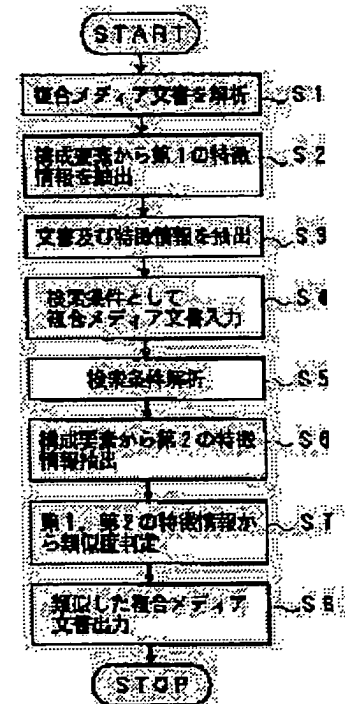 START
複合メディア文書を解析 S1
構成要素から第1の特徴 S2
情報を抽出
文書及び特徴情報を抽出 S3
検索条件として S4
複合メディア文書入力
検索条件解析 S5
構成要素から第2の特徴 S6
情報抽出
第1,第2の特徴情報か S7
ら類似度判定
類似した複合メディア S8
文書出力
STOP